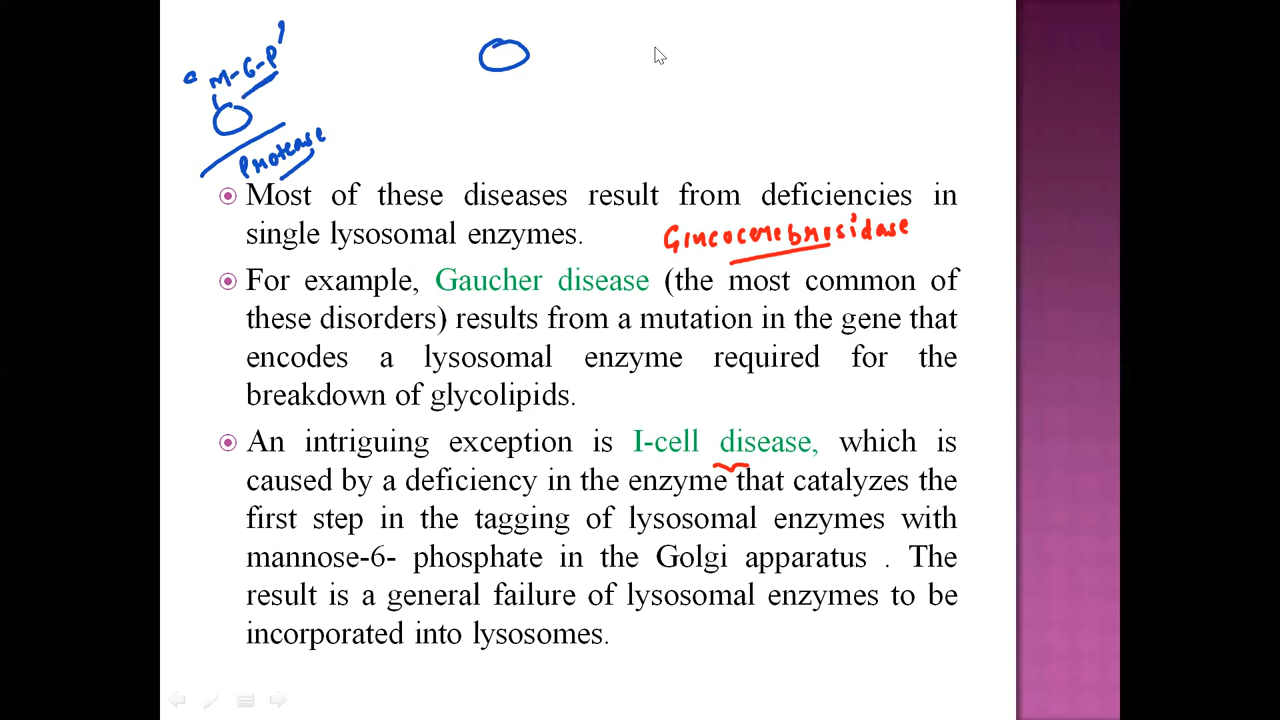 "M-6-P"
Protease
Most of these diseases result from deficiencies in
single lysosomal enzymes.
Glucocerebrosidase
For example, Gaucher disease (the most common of
these disorders) results from a mutation in the gene that
encodes a lysosomal enzyme required for the
breakdown of glycolipids.
An intriguing exception is I-cell disease, which is
caused by a deficiency in the enzyme that catalyzes the
first step in the tagging of lysosomal enzymes with
mannose-6- phosphate in the Golgi apparatus . The
result is a general failure of lysosomal enzymes to be
incorporated into lysosomes.